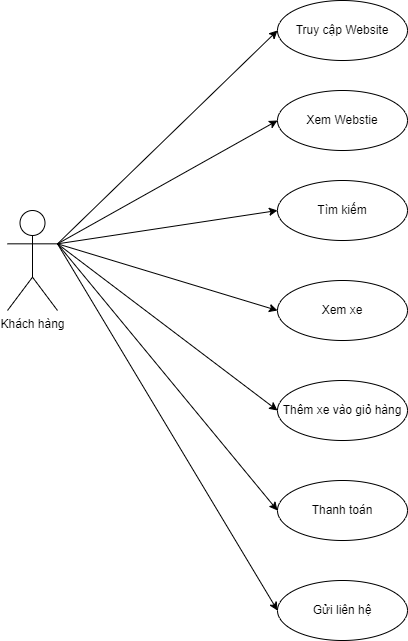 Truy cập Website
Xem Webstie
Tìm kiếm
Khách hàng
Xem xe
Thêm xe vào giỏ hàng
Thanh toán
Gửi liên hệ